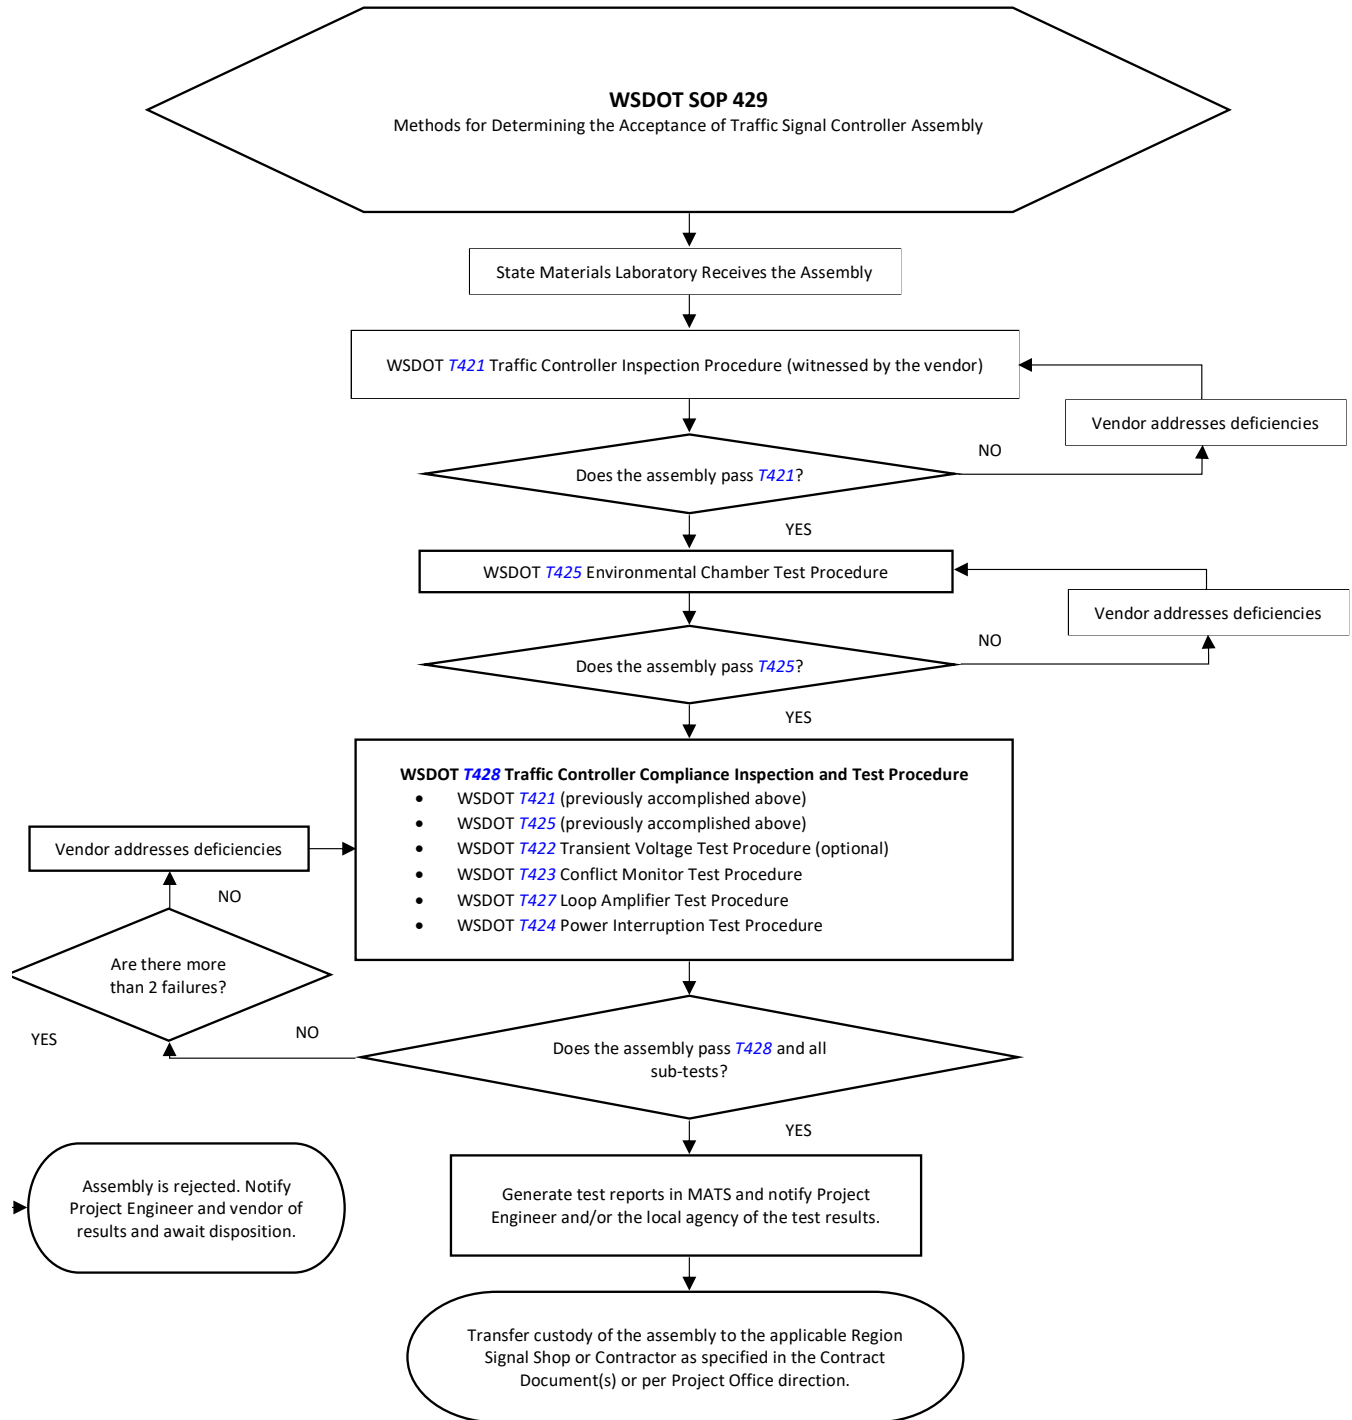 WSDOT SOP 429
Methods for Determining the Acceptance of Traffic Signal Controller Assembly
State Materials Laboratory Receives the Assembly
WSDOT T421 Traffic Controller Inspection Procedure (witnessed by the vendor)
Vendor addresses deficiencies
NO
Does the assembly pass T421?
YES
WSDOT T425 Environmental Chamber Test Procedure
Vendor addresses deficiencies
NO
Does the assembly pass T425?
YES
WSDOT T428 Traffic Controller Compliance Inspection and Test Procedure
• WSDOT T421 (previously accomplished above)
• WSDOT T425 (previously accomplished above)
• WSDOT T422 Transient Voltage Test Procedure (optional)
• WSDOT T423 Conflict Monitor Test Procedure
• WSDOT T427 Loop Amplifier Test Procedure
• WSDOT T424 Power Interruption Test Procedure
Vendor addresses deficiencies
NO
Are there more
than 2 failures?
YES
NO
Does the assembly pass T428 and all
sub-tests?
YES
Assembly is rejected. Notify
Project Engineer and vendor of
results and await disposition.
Generate test reports in MATS and notify Project
Engineer and/or the local agency of the test results.
Transfer custody of the assembly to the applicable Region
Signal Shop or Contractor as specified in the Contract
Document(s) or per Project Office direction.